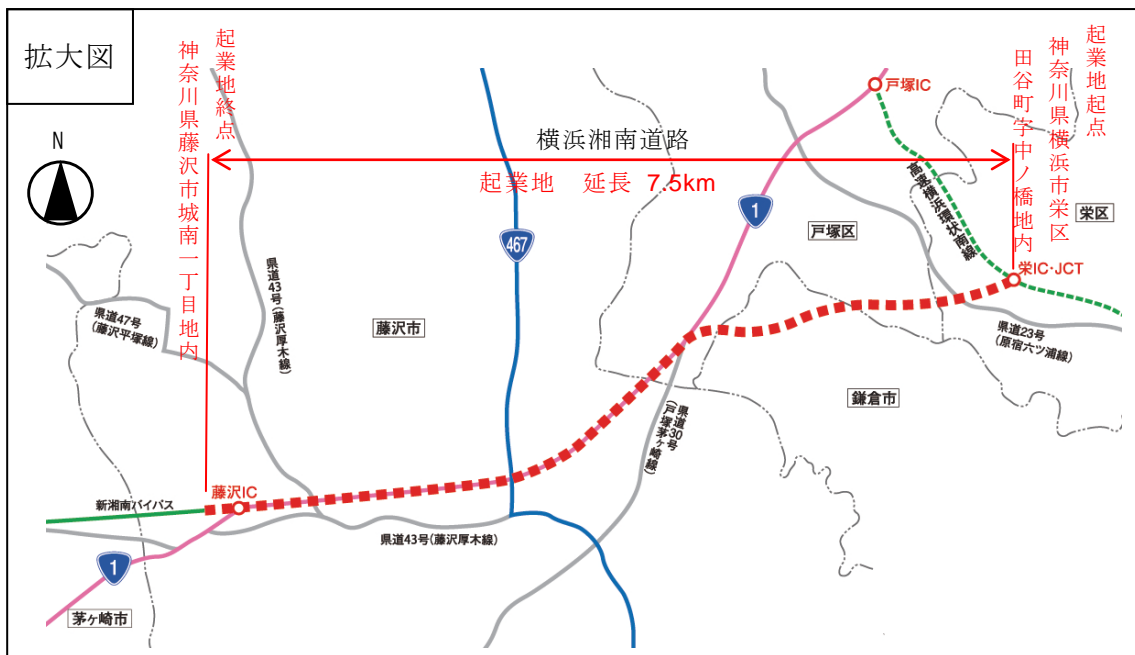 拡大図
起業地終点
神奈川県藤沢市城南一丁目地内
起業地起点
神奈川県横浜市栄区
田谷町字中ノ橋地内
横浜湘南道路
起業地 延長 7.5km
N
戸塚IC
高速横浜環状南線
栄区
1
戸塚区
467
栄IC・JCT
県道43号(藤沢厚木線)
県道47号
(藤沢平塚線)
藤沢市
県道23号
(原宿六ツ浦線)
鎌倉市
県道30号
(戸塚茅ヶ崎線)
藤沢IC
新湘南バイパス
県道43号(藤沢厚木線)
1
茅ヶ崎市